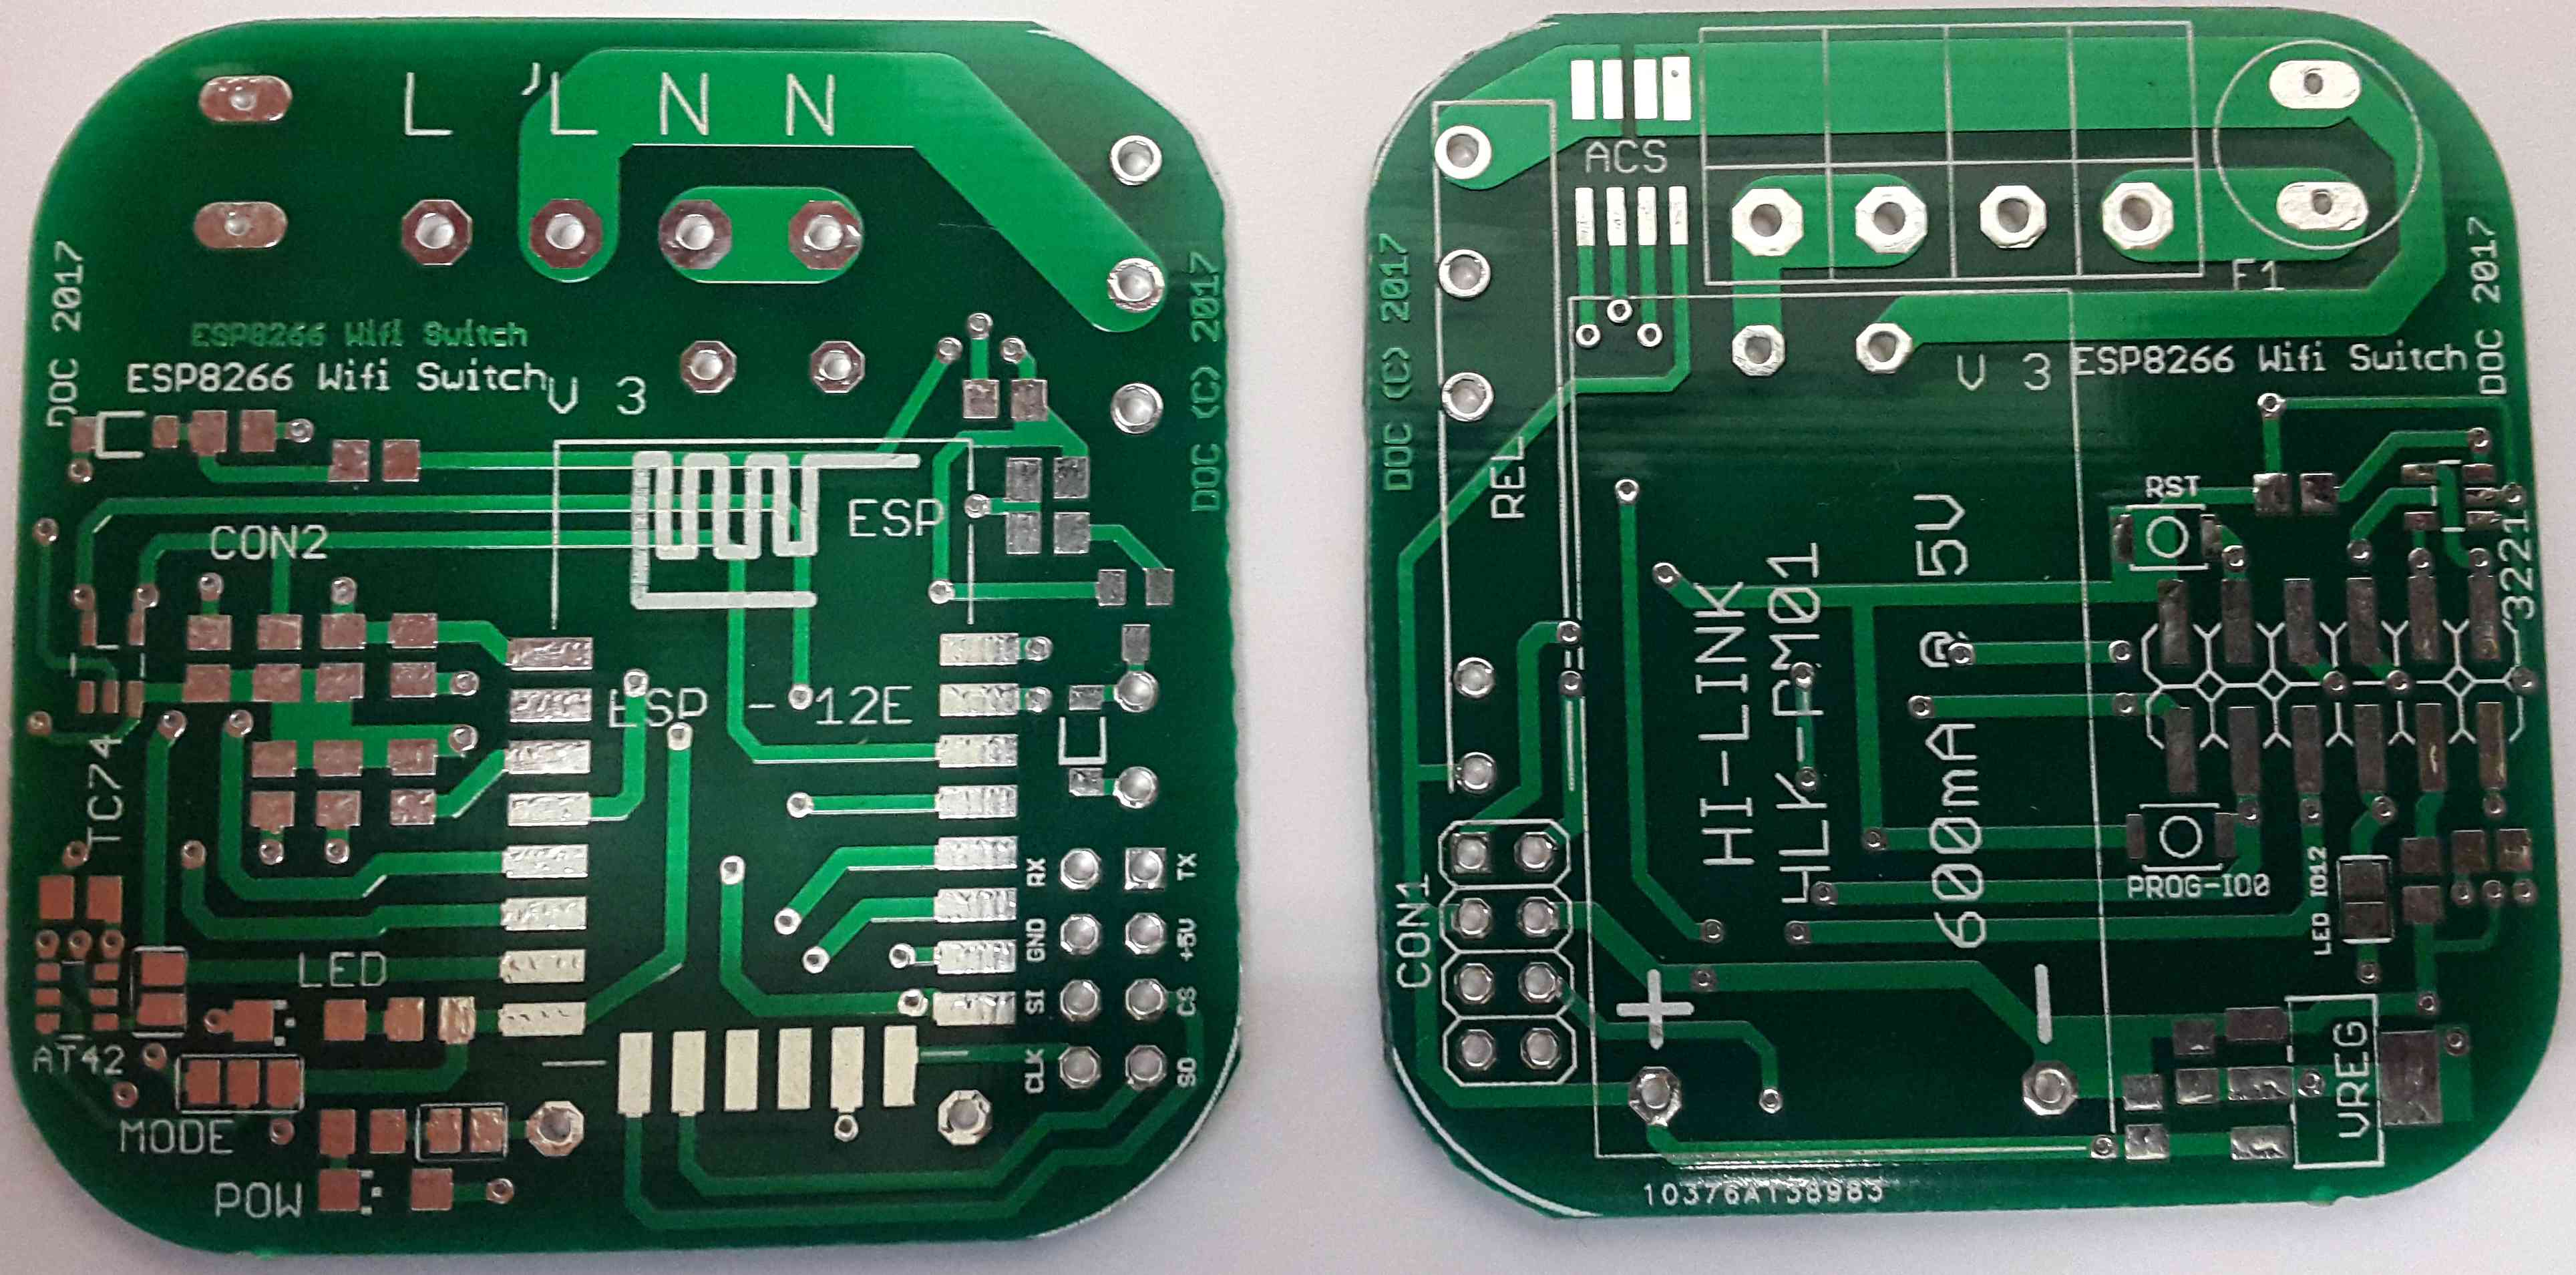 L 'L N N
DOC 2017
ESP8266 Wifi Switch
ESP8266 Wifi Switch
V 3
DOC (C) 2017
CON2
ESP
ESP - 12E
TC74
RX
TX
GND
+5V
SI
CS
CLK
SO
LED
AT42
MODE
POW
ACS
F1
DOC (C) 2017
V 3
ESP8266 Wifi Switch
DOC 2017
REL
RST
3221
HI-LINK
HLK-PM01
600mA @ 5V
PROG-IO0
LED IO12
CON1
+
-
VREG
10376A138983